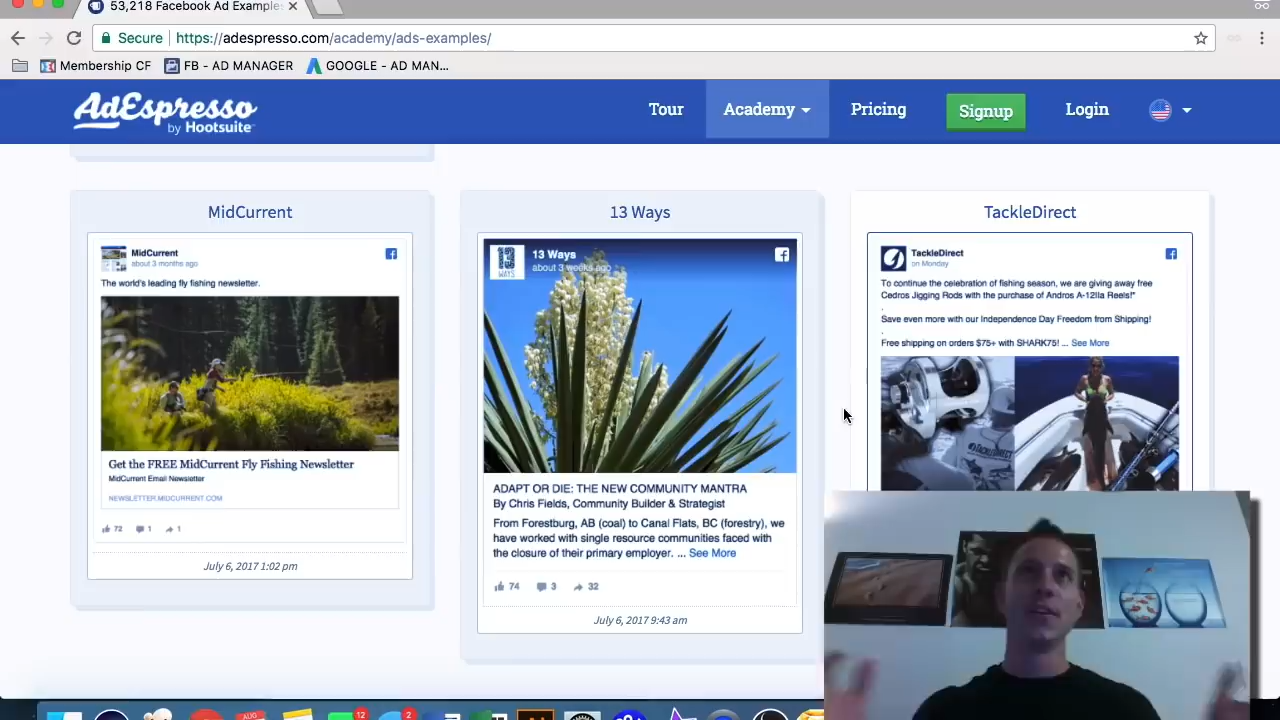 53,218 Facebook Ad Example
Secure
https://adespresso.com/academy/ads-examples/
Membership CF
FB - AD MANAGER
GOOGLE - AD MAN...
AdEspresso
by Hootsuite
Tour
Academy
Pricing
Signup
Login
MidCurrent
MidCurrent
about 3 months ago
The world's leading fly fishing newsletter.
Get the FREE MidCurrent Fly Fishing Newsletter
MidCurrent Email Newsletter
NEWSLETTER.MIDCURRENT.COM
72
1
1
July 6, 2017 1:02 pm
13 Ways
13
WAYS
13 Ways
about 3 weeks ago
ADAPT OR DIE: THE NEW COMMUNITY MANTRA
By Chris Fields, Community Builder & Strategist
From Forestburg, AB (coal) to Canal Flats, BC (forestry), we
have worked with single resource communities faced with
the closure of their primary employer. ... See More
74
3
32
July 6, 2017 9:43 am
TackleDirect
TackleDirect
on Monday
To continue the celebration of fishing season, we are giving away free
Cedros Jigging Rods with the purchase of Andros A-12IIa Reels!*
.
Save even more with our Independence Day Freedom from Shipping!
.
Free shipping on orders $75+ with SHARK75! ... See More
TACKLEDIRECT
AUG
12
2